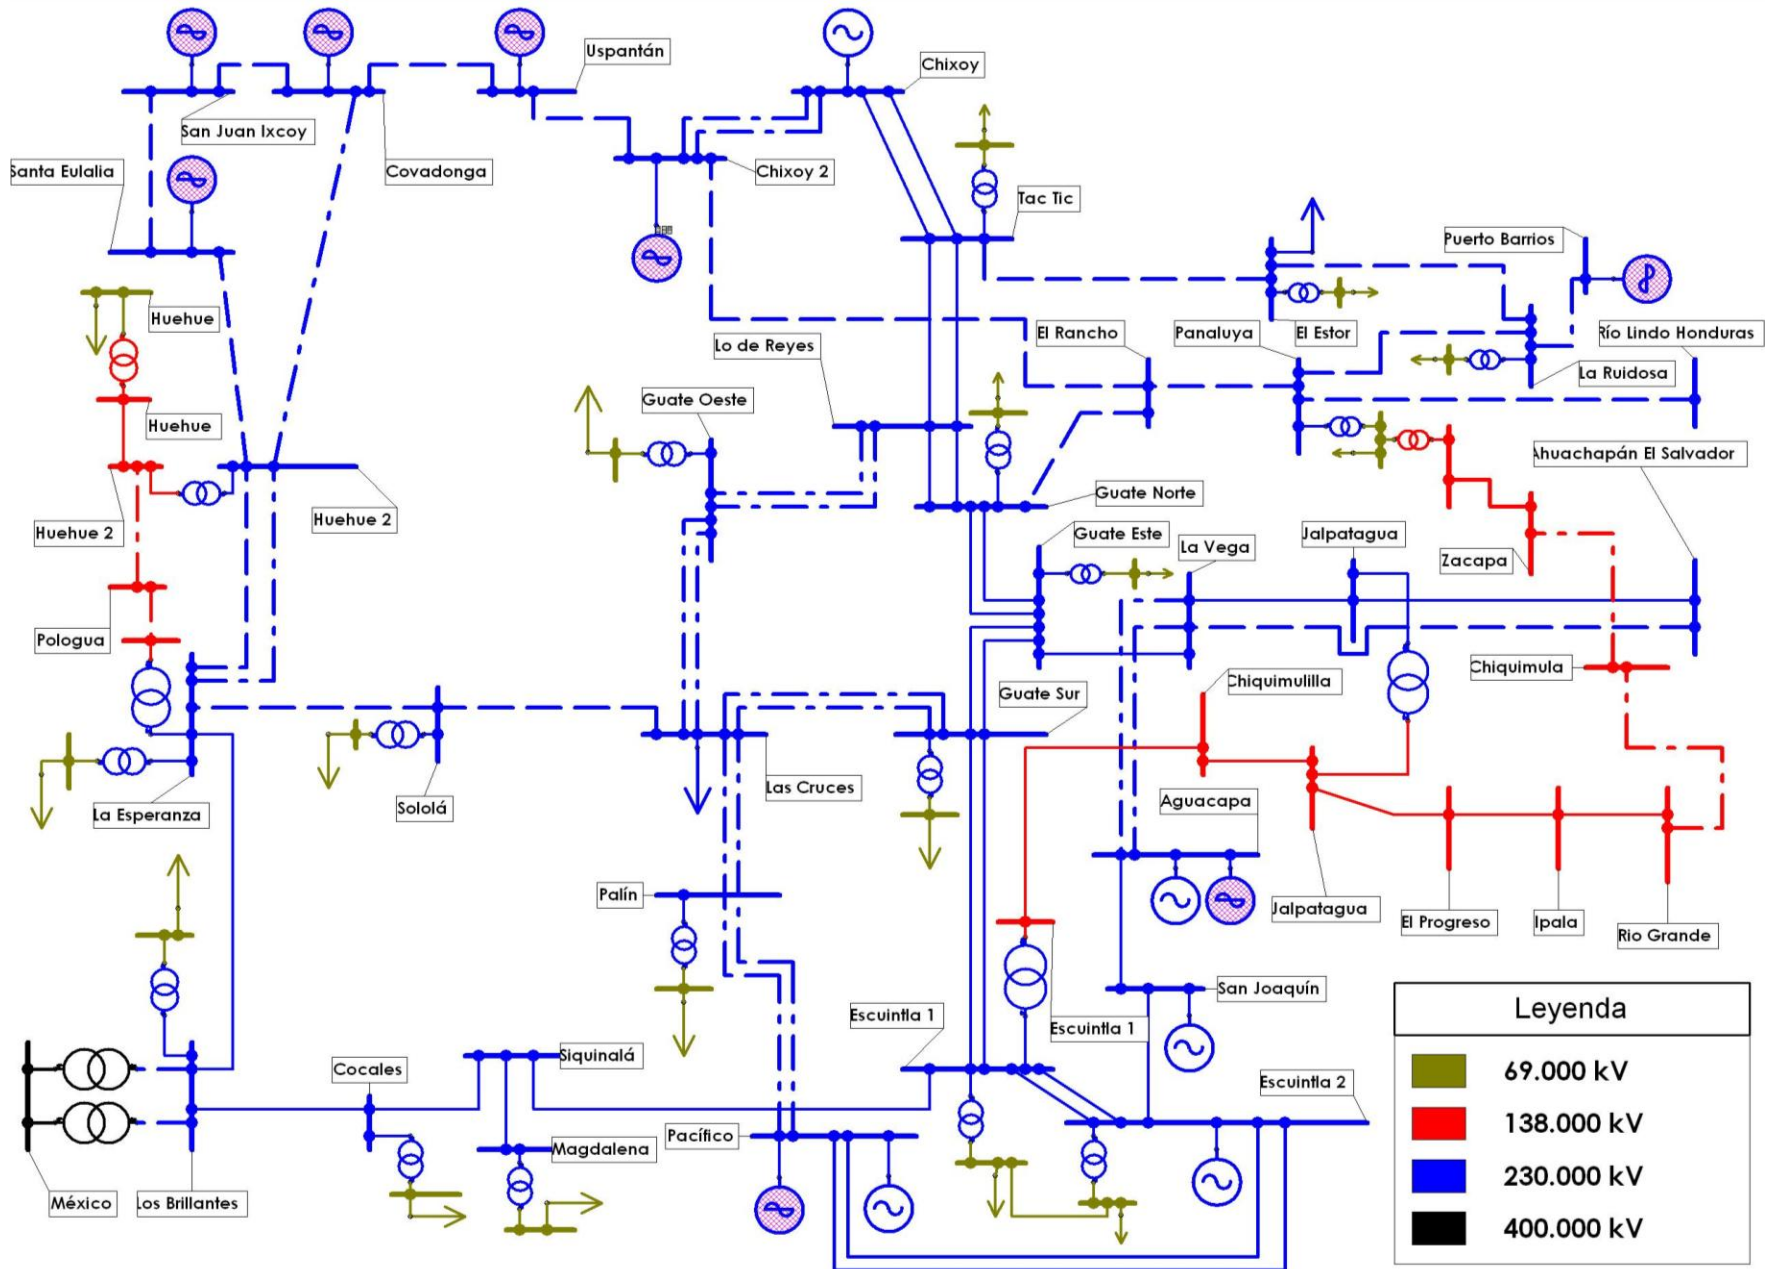 Uspantán
Chixoy
San Juan Ixcoy
Santa Eulalia
Covadonga
Chixoy 2
Tac Tic
Puerto Barrios
Huehue
El Rancho
Panaluya
El Estor
Río Lindo Honduras
Lo de Reyes
La Ruidosa
Guate Oeste
Huehue
Ahuachapán El Salvador
Guate Norte
Huehue 2
Huehue 2
Guate Este
La Vega
Jalpatagua
Zacapa
Pologua
Chiquimula
Chiquimulilla
Guate Sur
La Esperanza
Sololá
Las Cruces
Aguacapa
Palín
Jalpatagua
El Progreso
Ipala
Rio Grande
San Joaquín
Escuintla 1
Escuintla 1
Siquinalá
Cocales
Escuintla 2
Pacífico
Magdalena
México
Los Brillantes
Leyenda
69.000 kV
138.000 kV
230.000 kV
400.000 kV